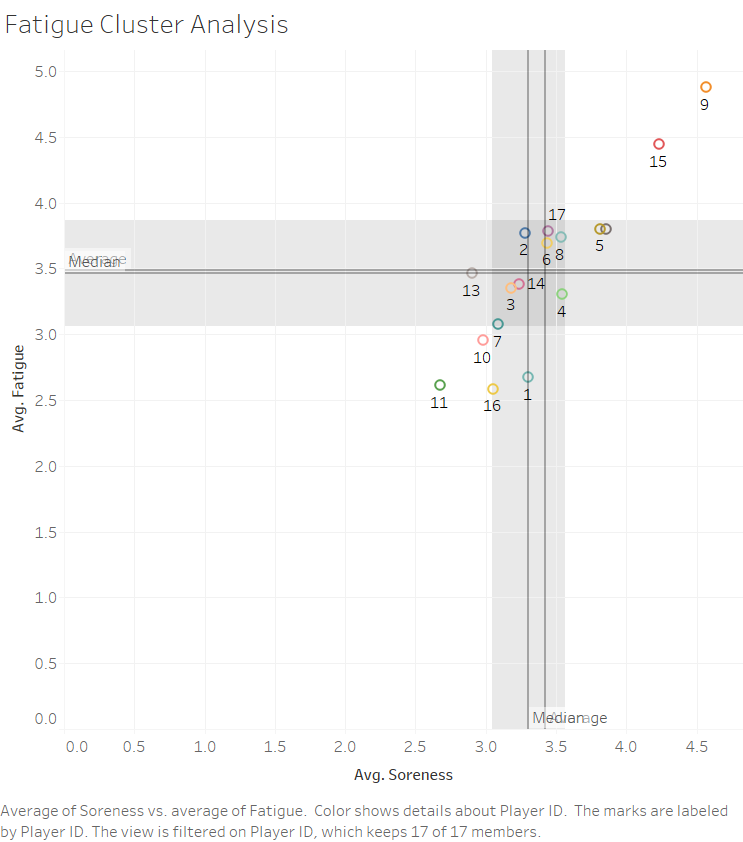 Fatigue Cluster Analysis
5.0
9
4.5
15
4.0
17
2
5
6 8
Average
Median
3.5
13
14
3
4
3.0
7
10
2.5
1
11
16
2.0
Avg. Fatigue
1.5
1.0
0.5
0.0
Median
Average
0.0 0.5 1.0 1.5 2.0 2.5 3.0 3.5 4.0 4.5
Avg. Soreness
Average of Soreness vs. average of Fatigue. Color shows details about Player ID. The marks are labeled
by Player ID. The view is filtered on Player ID, which keeps 17 of 17 members.